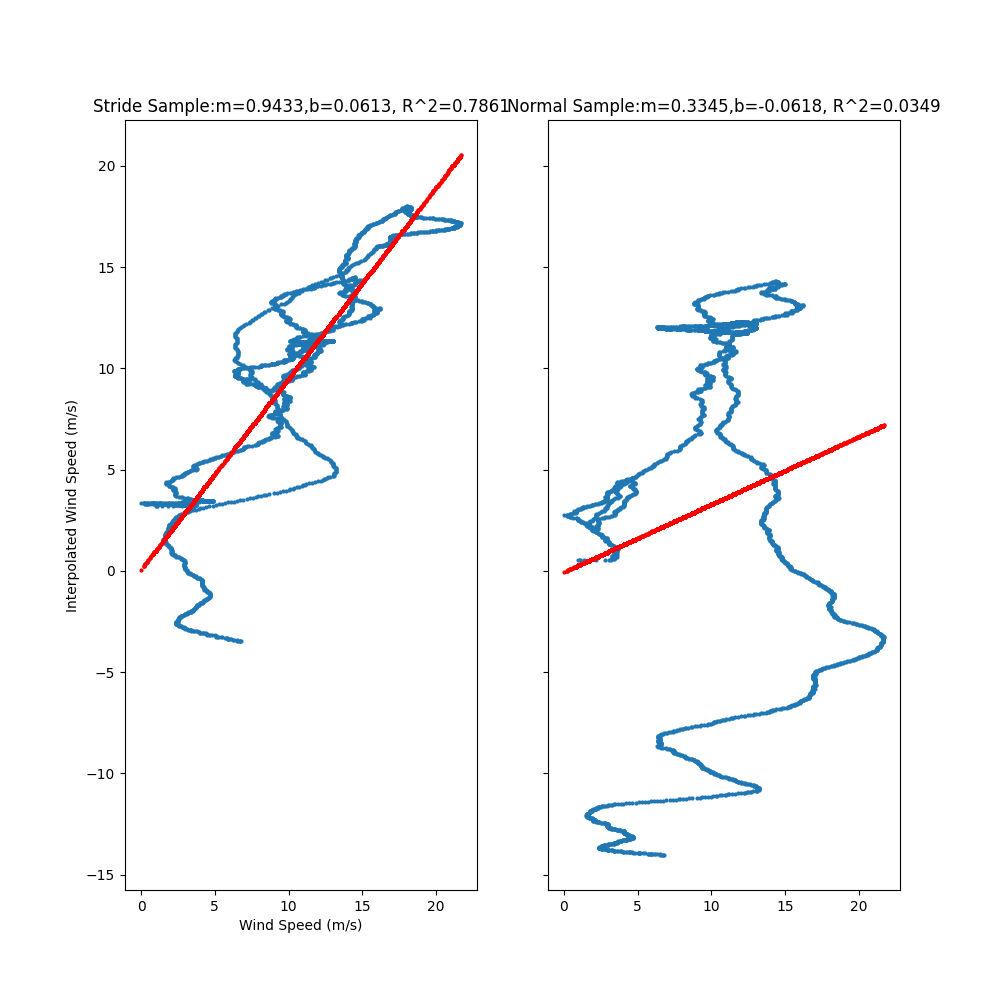 Stride Sample:m=0.9433,b=0.0613, R^2=0.7861
Normal Sample:m=0.3345,b=-0.0618, R^2=0.0349
Interpolated Wind Speed (m/s)
20
15
10
5
0
−5
−10
−15
0 5 10 15 20
Wind Speed (m/s)
0 5 10 15 20